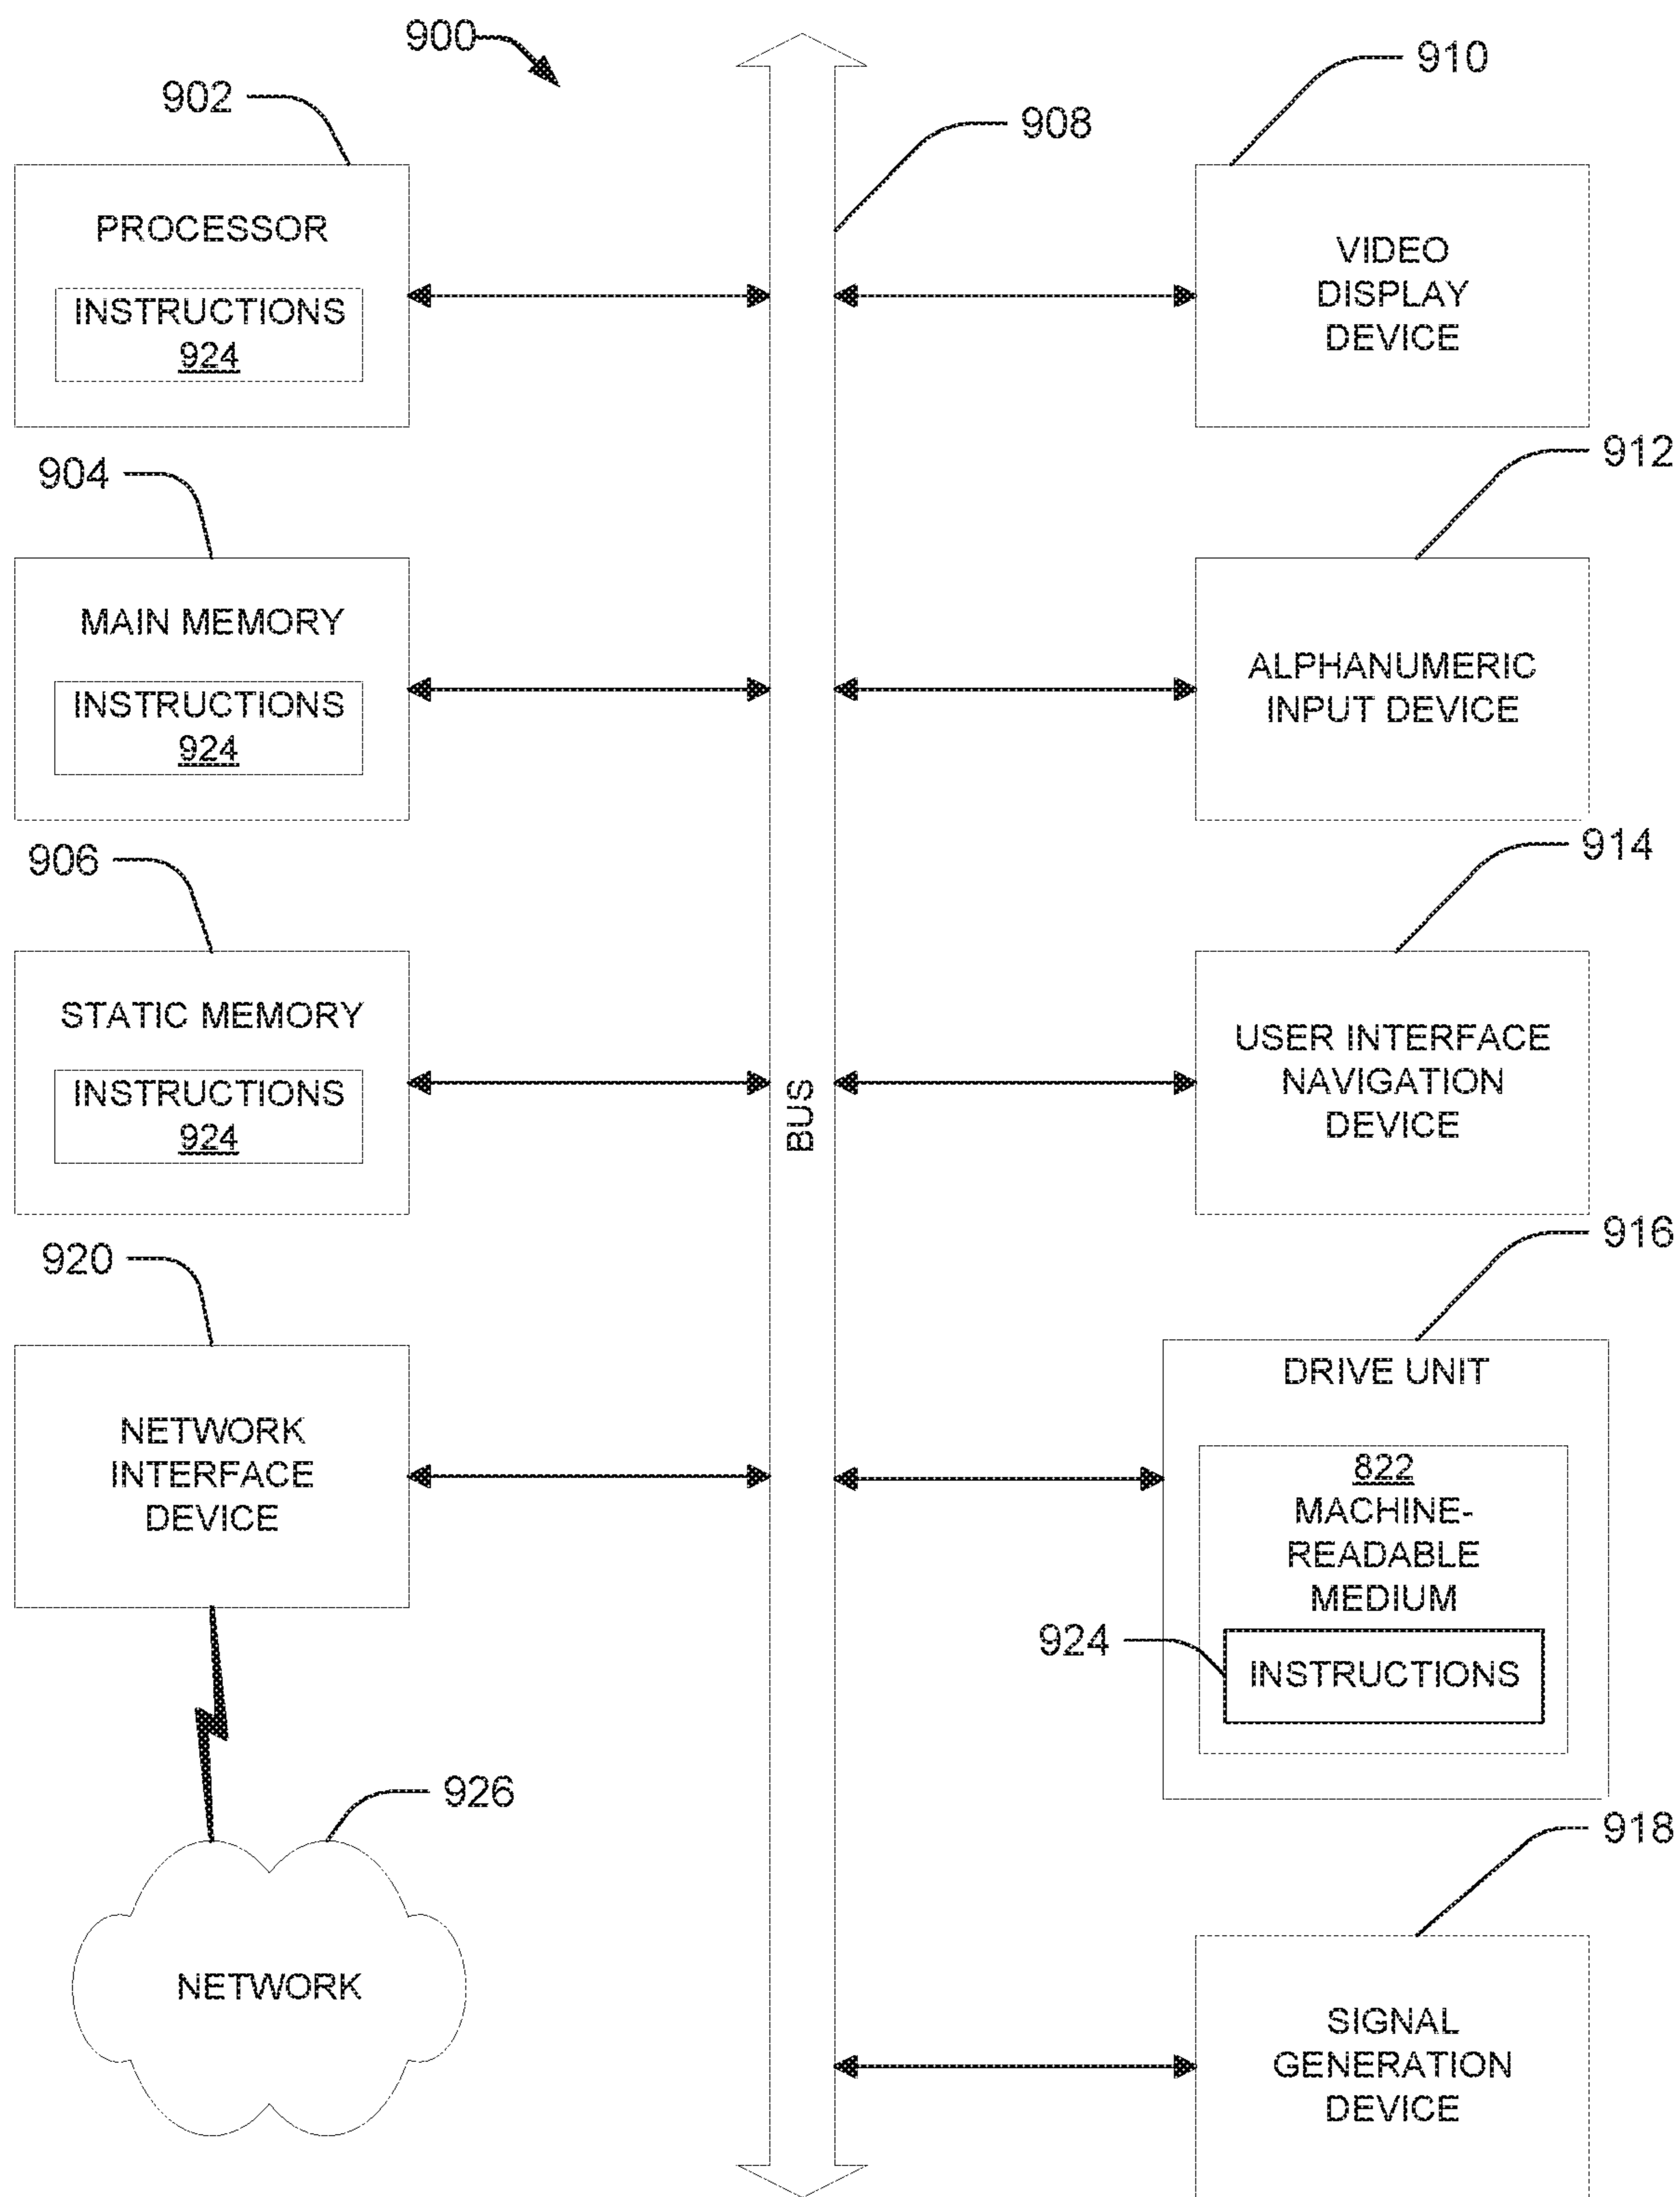 900
902
PROCESSOR
INSTRUCTIONS
924
904
MAIN MEMORY
INSTRUCTIONS
924
906
STATIC MEMORY
INSTRUCTIONS
924
920
NETWORK
INTERFACE
DEVICE
926
NETWORK
908
BUS
910
VIDEO
DISPLAY
DEVICE
912
ALPHANUMERIC
INPUT DEVICE
914
USER INTERFACE
NAVIGATION
DEVICE
916
DRIVE UNIT
822
MACHINE-
READABLE
MEDIUM
924
INSTRUCTIONS
918
SIGNAL
GENERATION
DEVICE